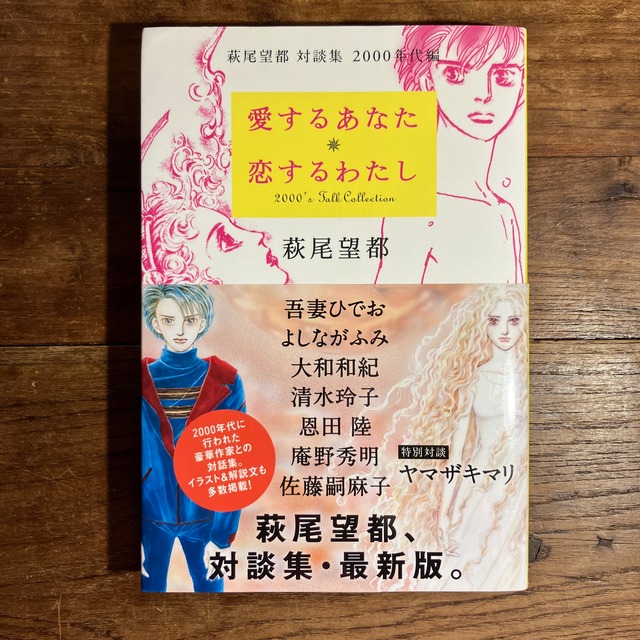 萩尾望都 対談集 2000年代編
愛するあなた
恋するわたし
2000's Talk Collection
萩尾望都
吾妻ひでお
よしながふみ
大和和紀
清水玲子
恩田 陸
庵野秀明
佐藤嗣麻子
特別対談
ヤマザキマリ
2000年代に
行われた
豪華作家との
対話集。
イラスト&解説文も
多数掲載!
萩尾望都、
対談集・最新版。